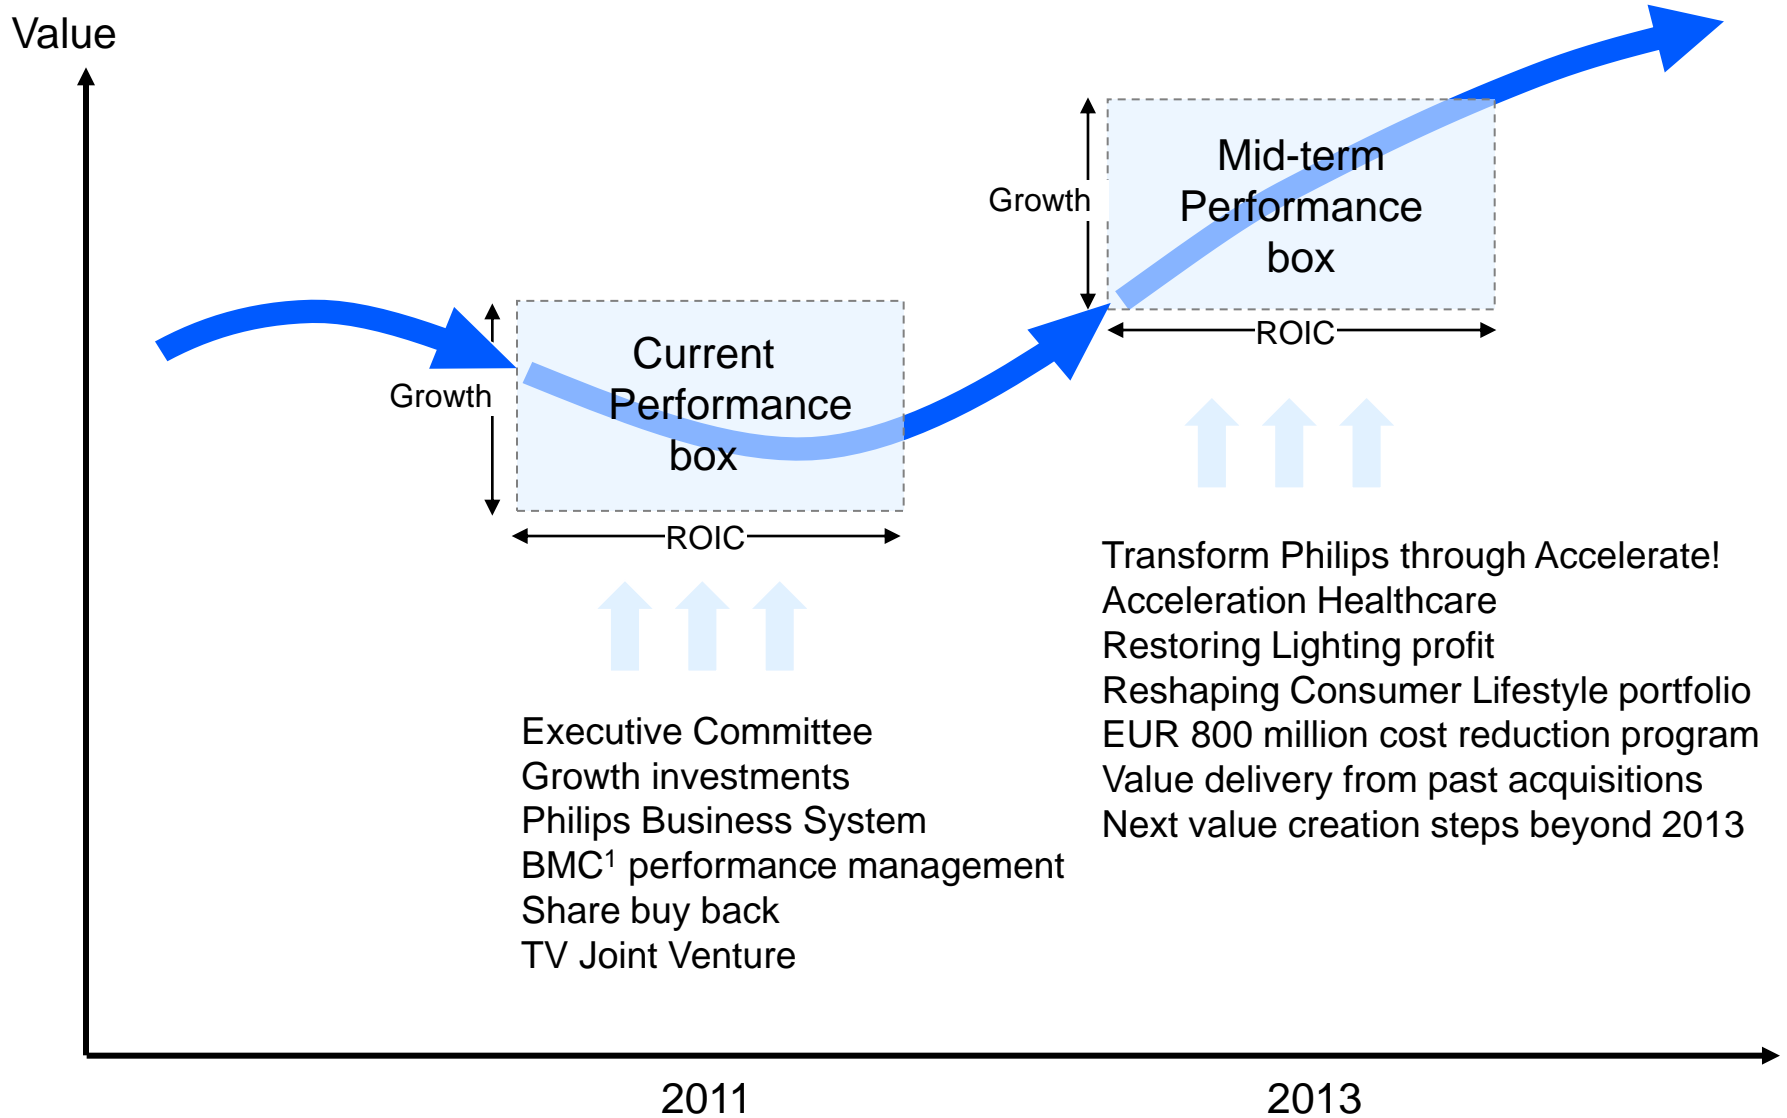 Value
Mid-term
Performance
box
Growth
ROIC
Current
Performance
box
Growth
ROIC
Executive Committee
Growth investments
Philips Business System
BMC¹ performance management
Share buy back
TV Joint Venture
Transform Philips through Accelerate!
Acceleration Healthcare
Restoring Lighting profit
Reshaping Consumer Lifestyle portfolio
EUR 800 million cost reduction program
Value delivery from past acquisitions
Next value creation steps beyond 2013
2011
2013